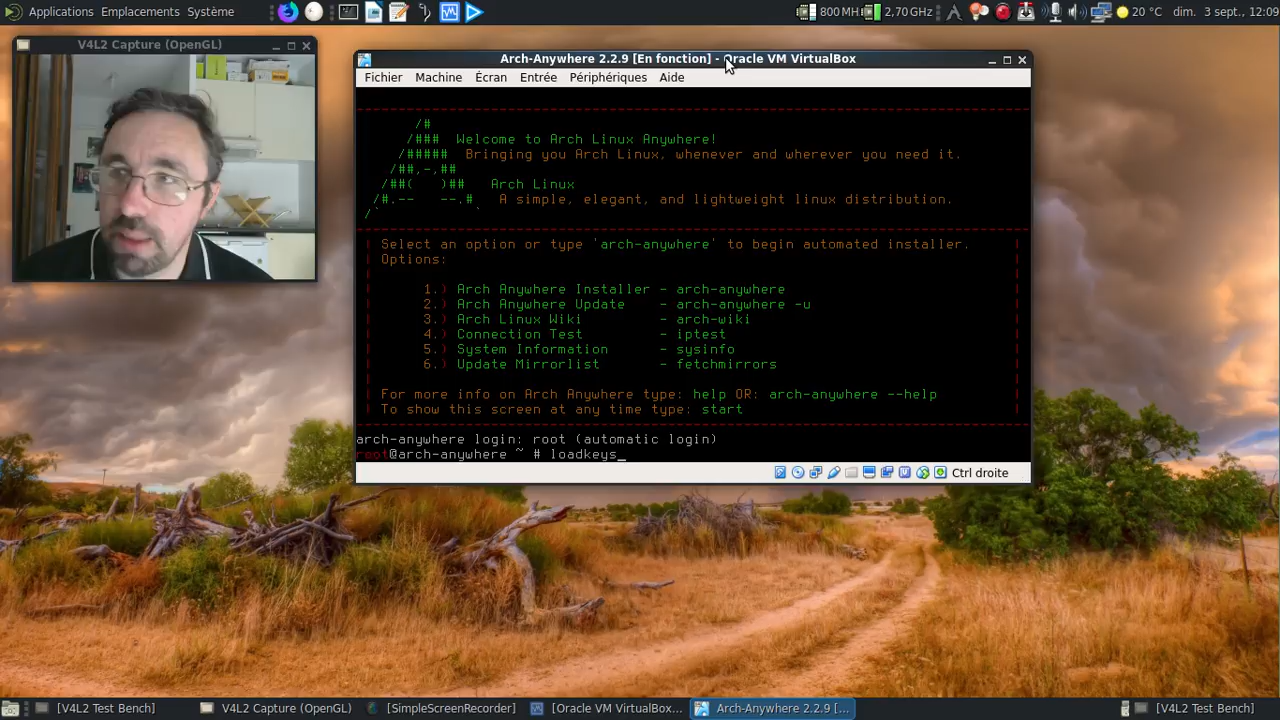 Applications Emplacements Système
800 MH 2,70 GHz 20 °C dim. 3 sept., 12:09
V4L2 Capture (OpenGL)
Arch-Anywhere 2.2.9 [En fonction] - Oracle VM VirtualBox
Fichier Machine Écran Entrée Périphériques Aide
Welcome to Arch Linux Anywhere!
Bringing you Arch Linux, whenever and wherever you need it.
Arch Linux
A simple, elegant, and lightweight linux distribution.
Select an option or type 'arch-anywhere' to begin automated installer.
Options:
1.) Arch Anywhere Installer - arch-anywhere
2.) Arch Anywhere Update - arch-anywhere -u
3.) Arch Linux Wiki - arch-wiki
4.) Connection Test - iptest
5.) System Information - sysinfo
6.) Update Mirrorlist - fetchmirrors
For more info on Arch Anywhere type: help OR: arch-anywhere --help
To show this screen at any time type: start
arch-anywhere login: root (automatic login)
root@arch-anywhere ~ # loadkeys_
Ctrl droite
[V4L2 Test Bench] V4L2 Capture (OpenGL) [SimpleScreenRecorder] [Oracle VM VirtualBox... Arch-Anywhere 2.2.9 [... [V4L2 Test Bench]